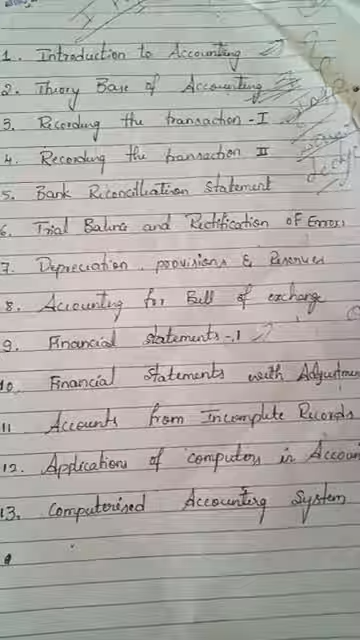 1. Introduction to Accounting
2. Theory Base of Accounting
3. Recording the transaction - I
4. Recording the transaction II
5. Bank Reconciliation Statement
6. Trial Balance and Rectification of Errors
7. Depreciation, provisions & Reserves
8. Accounting for Bill of exchange
9. Financial statements - 1
10. Financial Statements with Adjustmen
11 Accounts from Incomplete Records
12. Applications of computers in Accoun
13. Computerised Accounting System